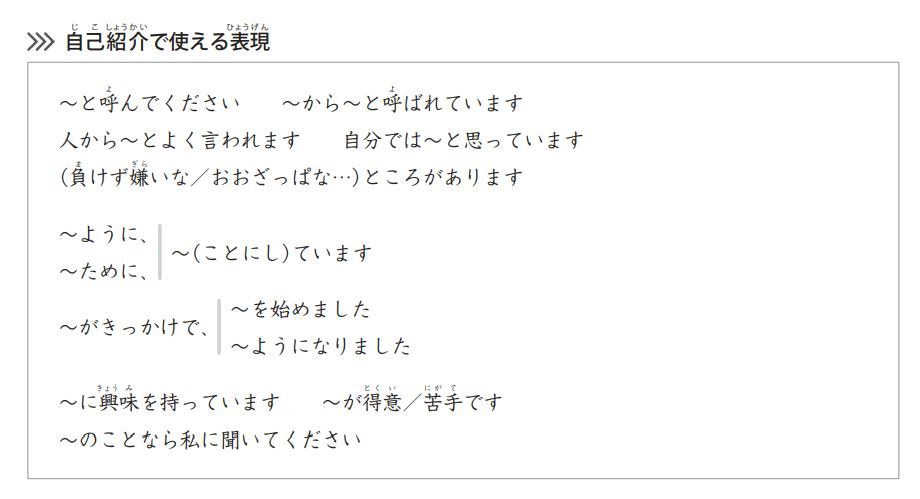 自己紹介で使える表現
～と呼んでください　～から～と呼ばれています
人から～とよく言われます　自分では～と思っています
（負けず嫌いな／おおざっぱな…）ところがあります
～ように、
～ために、
～（ことにし）ています
～がきっかけで、
～を始めました
～ようになりました
～に興味を持っています　～が得意／苦手です
～のことなら私に聞いてください